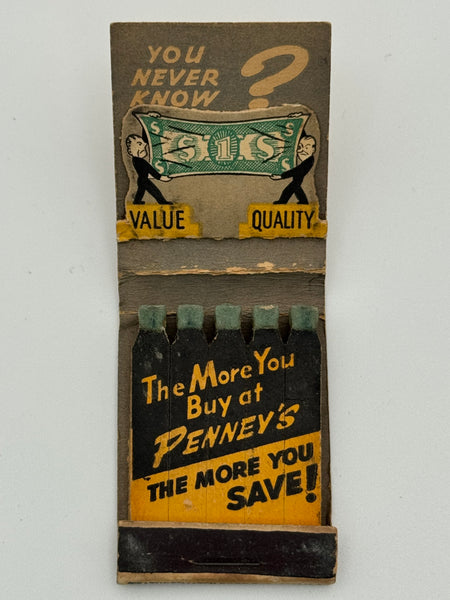 YOU
NEVER
KNOW ?
$ $
$ 1 $
$ $
VALUE QUALITY
The More You
Buy at
PENNEY'S
THE MORE YOU
SAVE!